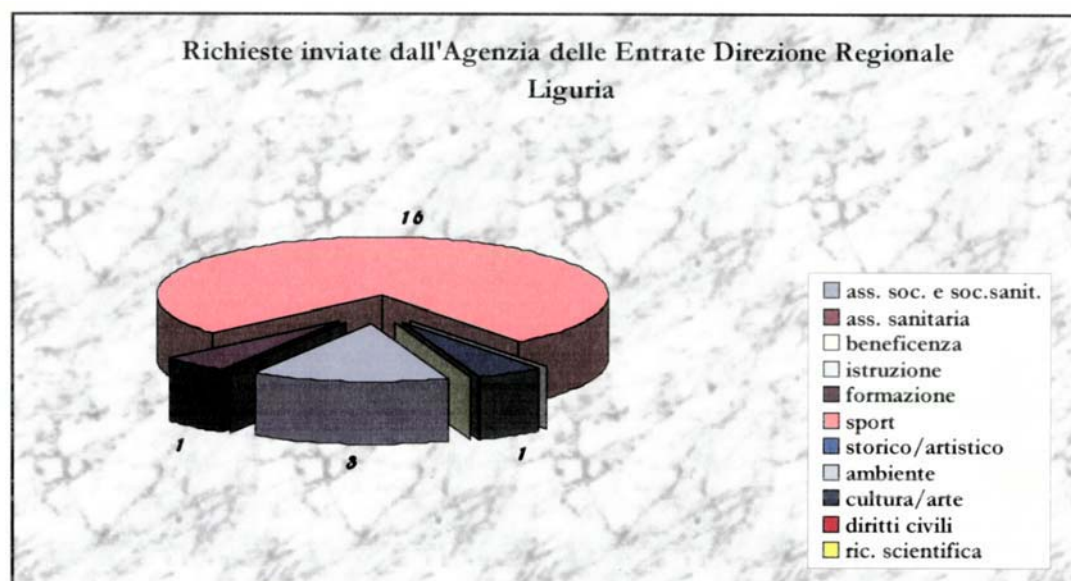 Richieste inviate dall'Agenzia delle Entrate Direzione Regionale
Liguria
16
1
3
1
ass. soc. e soc.sanit.
ass. sanitaria
beneficenza
istruzione
formazione
sport
storico/artistico
ambiente
cultura/arte
diritti civili
ric. scientifica